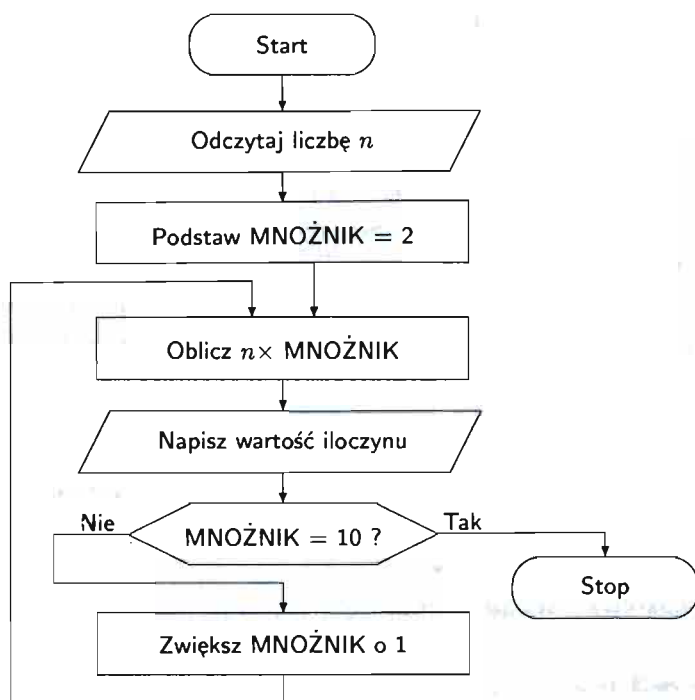 Start
Odczytaj liczbę n
Podstaw MNOŻNIK = 2
Oblicz n× MNOŻNIK
Napisz wartość iloczynu
Nie
MNOŻNIK = 10 ?
Tak
Stop
Zwiększ MNOŻNIK o 1